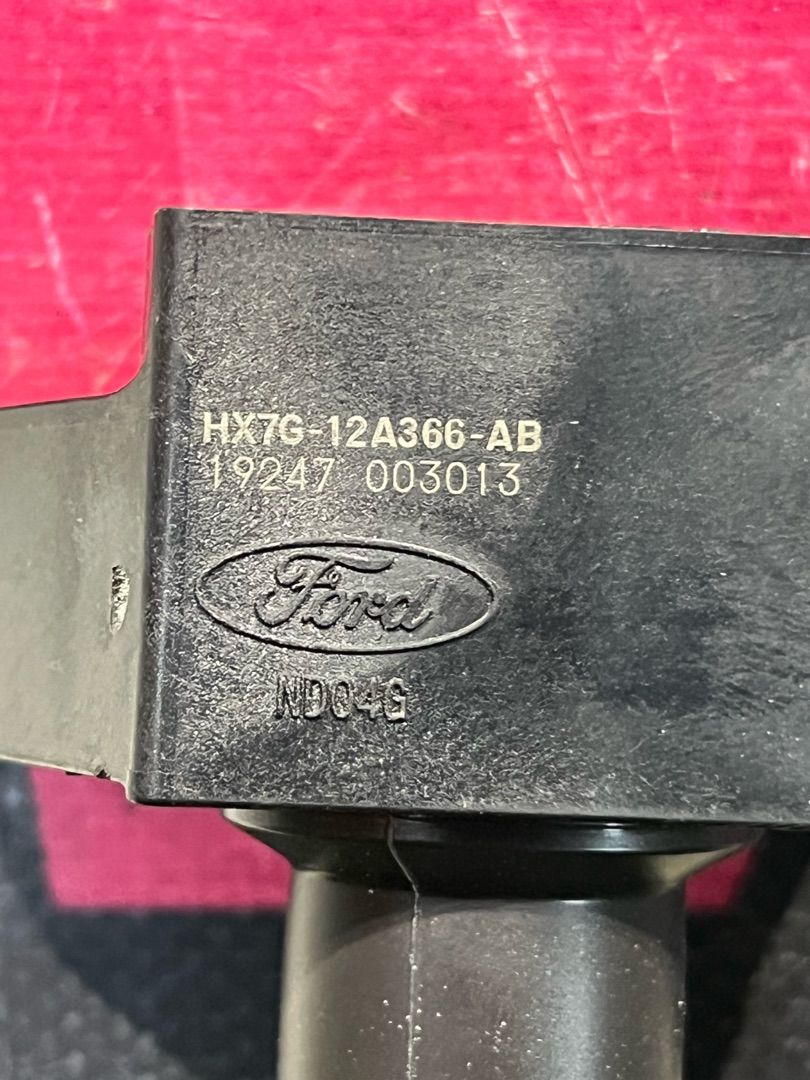 HX7G-12A366-AB
19247 003013
Ford
ND04G